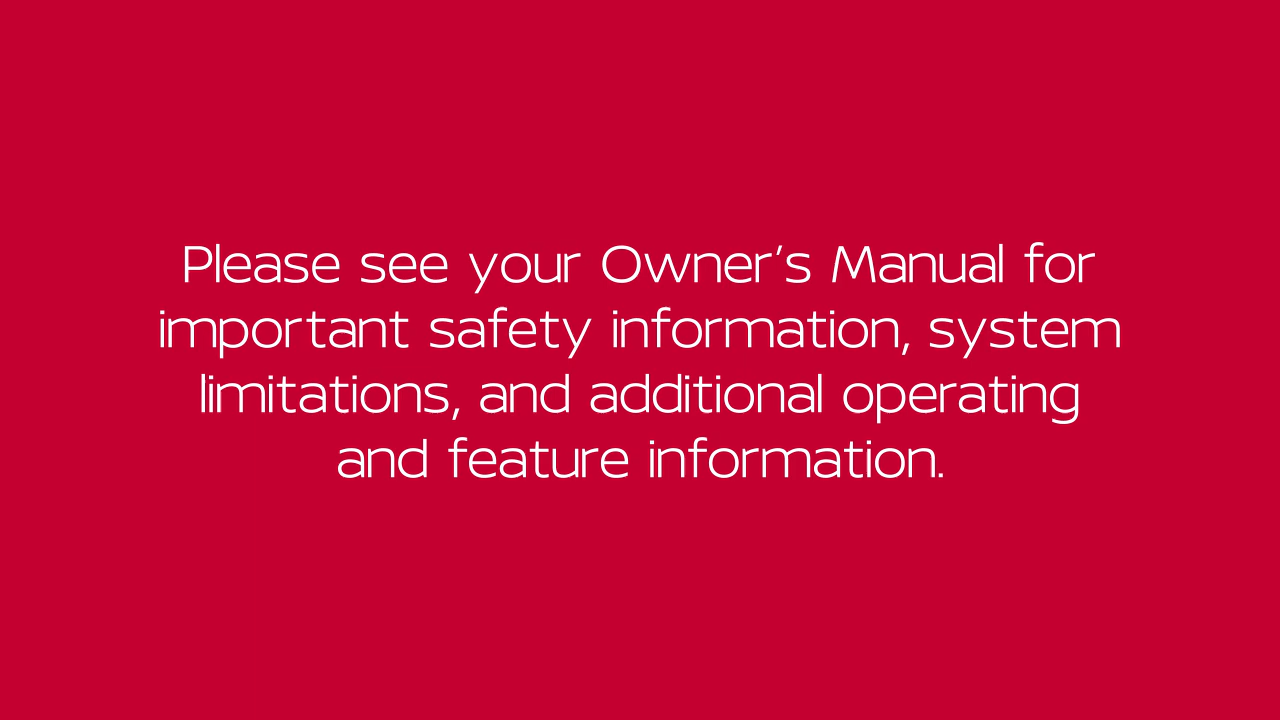 Please see your Owner’s Manual for
important safety information, system
limitations, and additional operating
and feature information.